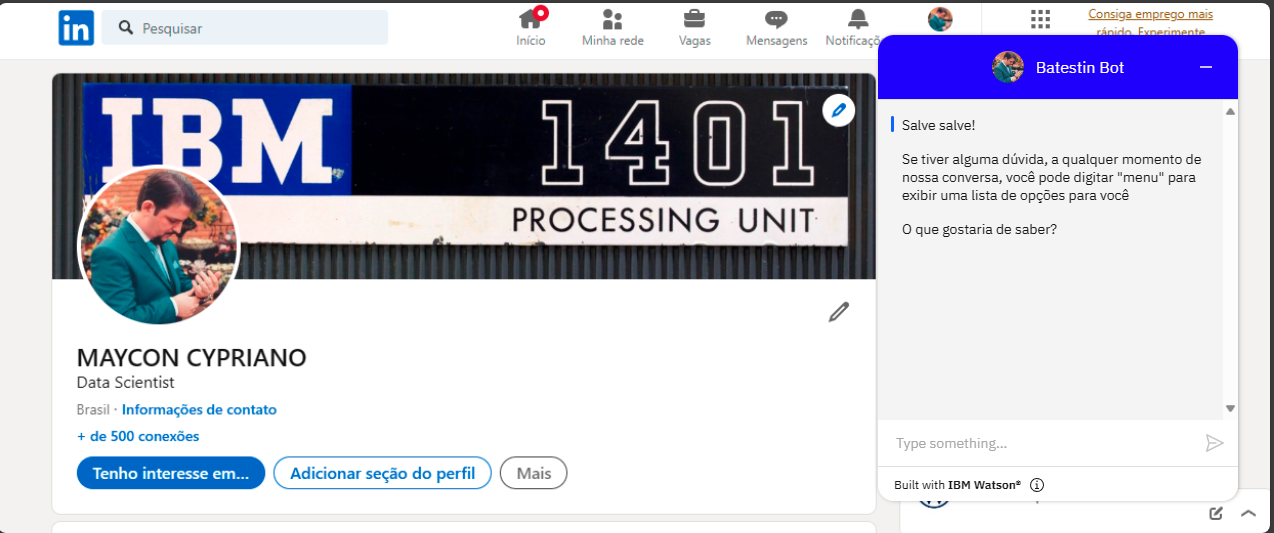 in
Pesquisar
Início
Minha rede
Vagas
Mensagens
Notificaçõ
Consiga emprego mais
rápido. Experimente
IBM
1401
PROCESSING UNIT
MAYCON CYPRIANO
Data Scientist
Brasil · Informações de contato
+ de 500 conexões
Tenho interesse em...
Adicionar seção do perfil
Mais
Batestin Bot
Salve salve!
Se tiver alguma dúvida, a qualquer momento de
nossa conversa, você pode digitar "menu" para
exibir uma lista de opções para você
O que gostaria de saber?
Type something...
Built with IBM Watson®